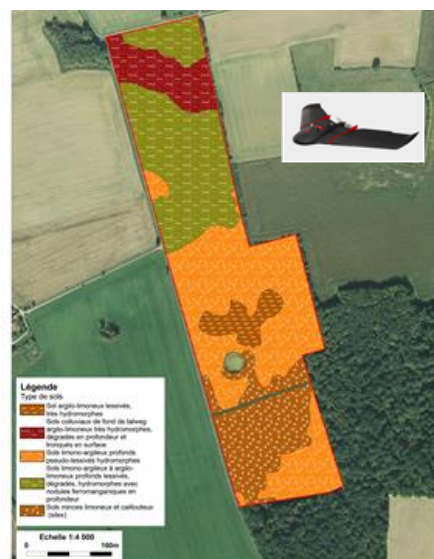 Légende
Type de sols
Sol argilo-limoneux lessivés,
très hydromorphes
Sols colluviaux de fond de talweg
argilo-limoneux très hydromorphes,
dégradés en profondeur et
tronqués en surface
Sols limono-argileux profonds
pseudo-lessivés hydromorphes
Sols limono-argileux à argilo-
limoneux profonds lessivés,
dégradés, hydromorphes avec
nodules ferromanganiques en
profondeur
Sols minces limoneux et caillouteux
(silex)
Echelle 1:4 000
0 160m